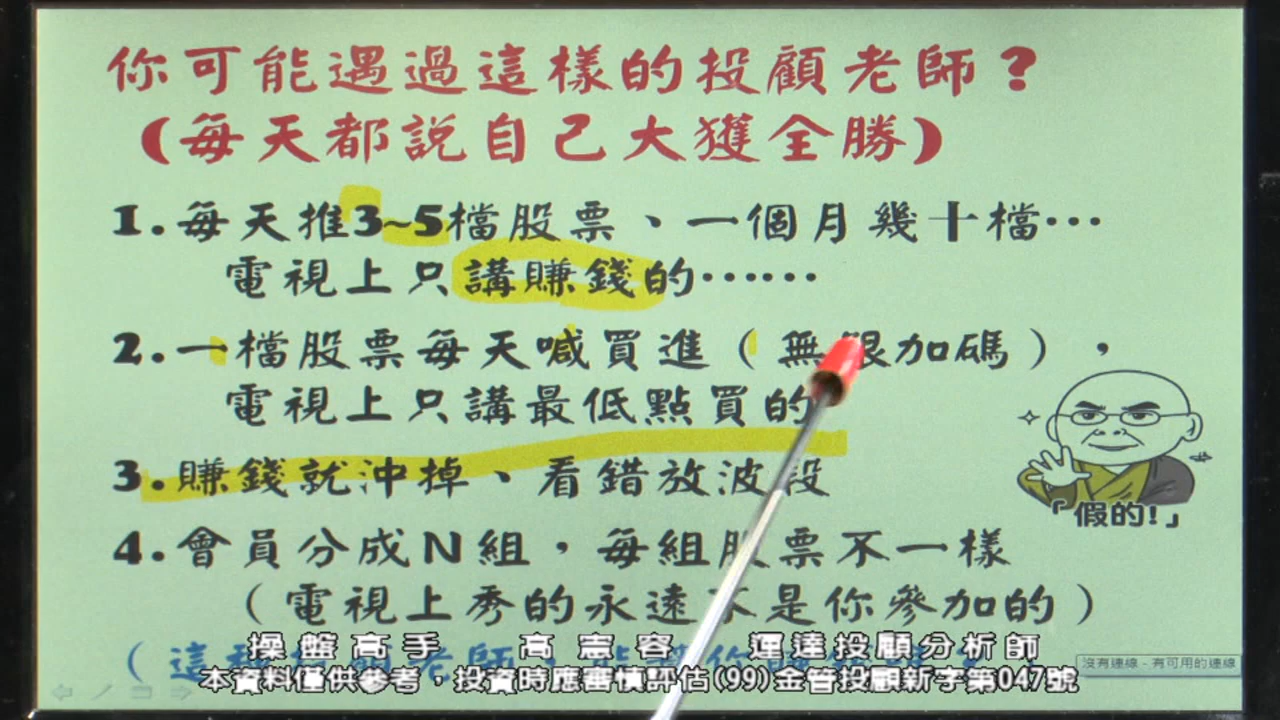 你可能遇過這樣的投顧老師？
(每天都說自己大獲全勝)
1.每天推3~5檔股票、一個月幾十檔…
電視上只講賺錢的……
2.一檔股票每天喊買進（無限加碼），
電視上只講最低點買的
3.賺錢就沖掉、看錯放波段
4.會員分成N組，每組股票不一樣
（電視上秀的永遠不是你參加的）
「假的!」
操盤高手 高憲容 運達投顧分析師
沒有連線 - 有可用的連線
本資料僅供參考，投資時應審慎評估(99)金管投顧新字第047號